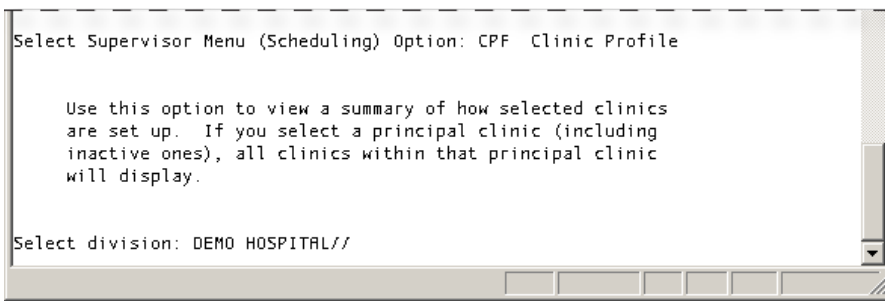 Select Supervisor Menu (Scheduling) Option: CPF  Clinic Profile
Use this option to view a summary of how selected clinics
are set up.  If you select a principal clinic (including
inactive ones), all clinics within that principal clinic
will display.
Select division: DEMO HOSPITAL//